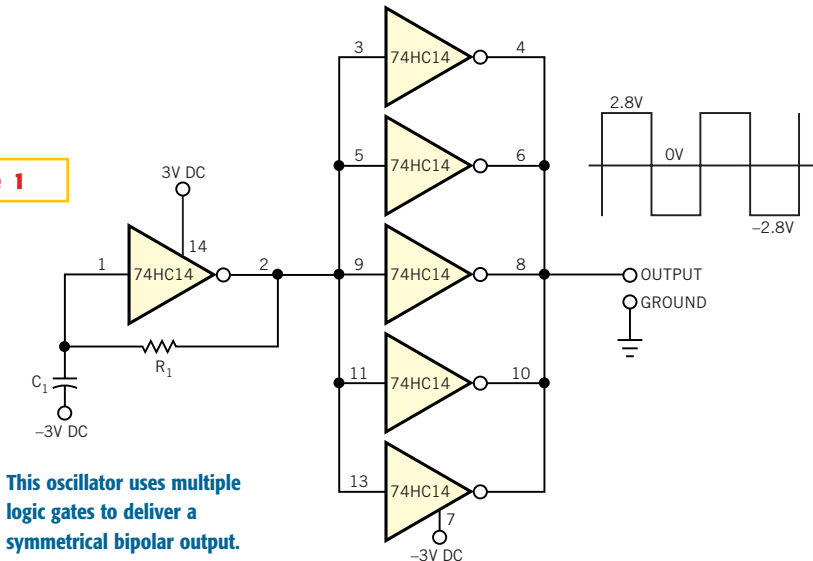 3
74HC14
4
2.8V
0V
−2.8V
5
74HC14
6
e 1
3V DC
14
1
74HC14
2
9
74HC14
8
OUTPUT
GROUND
R1
C1
−3V DC
11
74HC14
10
13
74HC14
7
−3V DC
This oscillator uses multiple
logic gates to deliver a
symmetrical bipolar output.